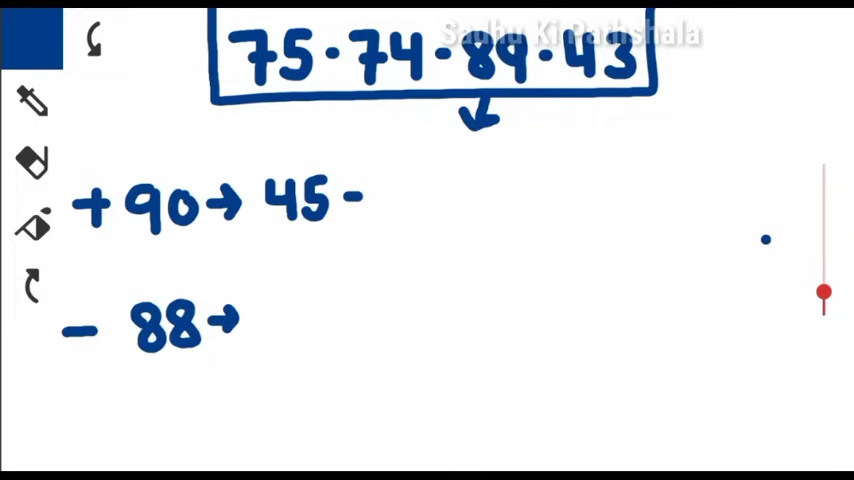 Sadhu Ki Pathshala
75·74·89·43
+ 90 → 45 -
- 88 →